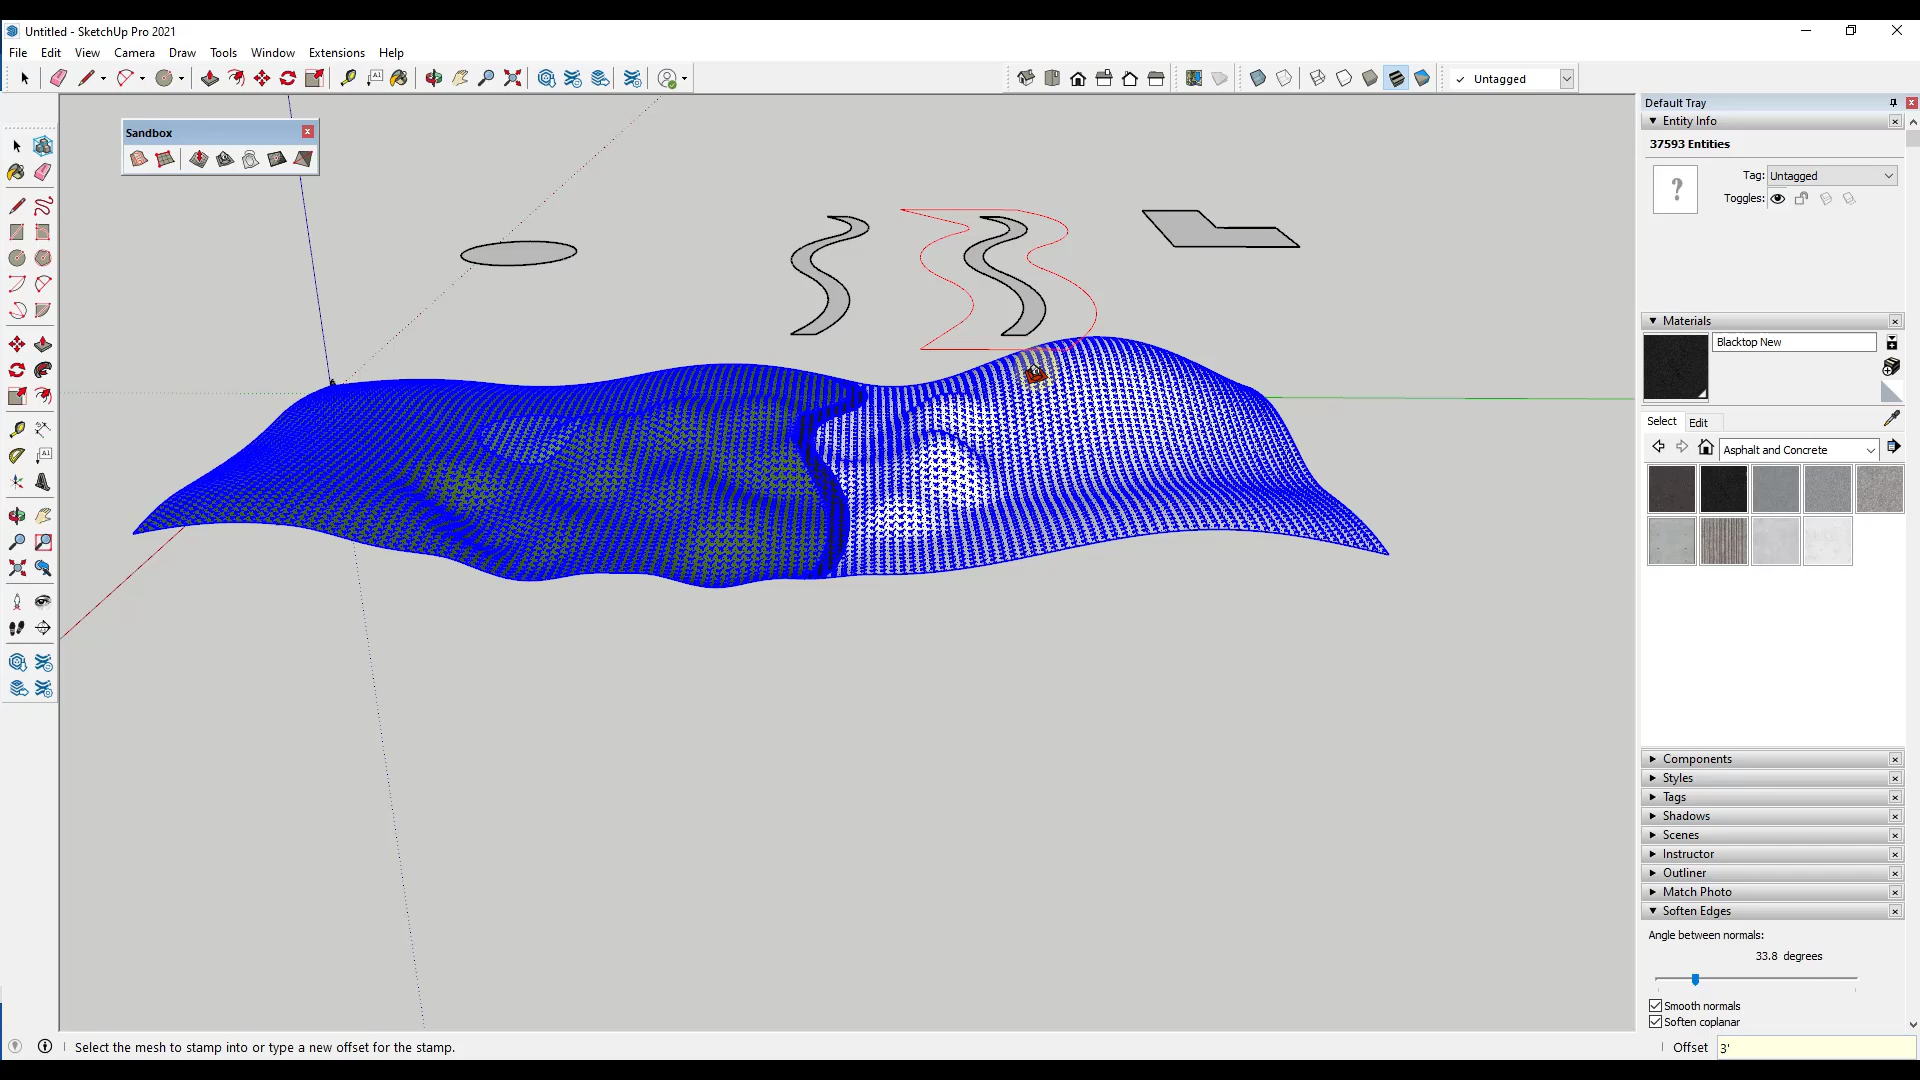 Untitled - SketchUp Pro 2021
File Edit View Camera Draw Tools Window Extensions Help
Untagged
Sandbox
Default Tray
Entity Info
37593 Entities
Tag: Untagged
Toggles:
Materials
Blacktop New
Select Edit
Asphalt and Concrete
Components
Styles
Tags
Shadows
Scenes
Instructor
Outliner
Match Photo
Soften Edges
Angle between normals:
33.8 degrees
Smooth normals
Soften coplanar
Select the mesh to stamp into or type a new offset for the stamp.
Offset 3'